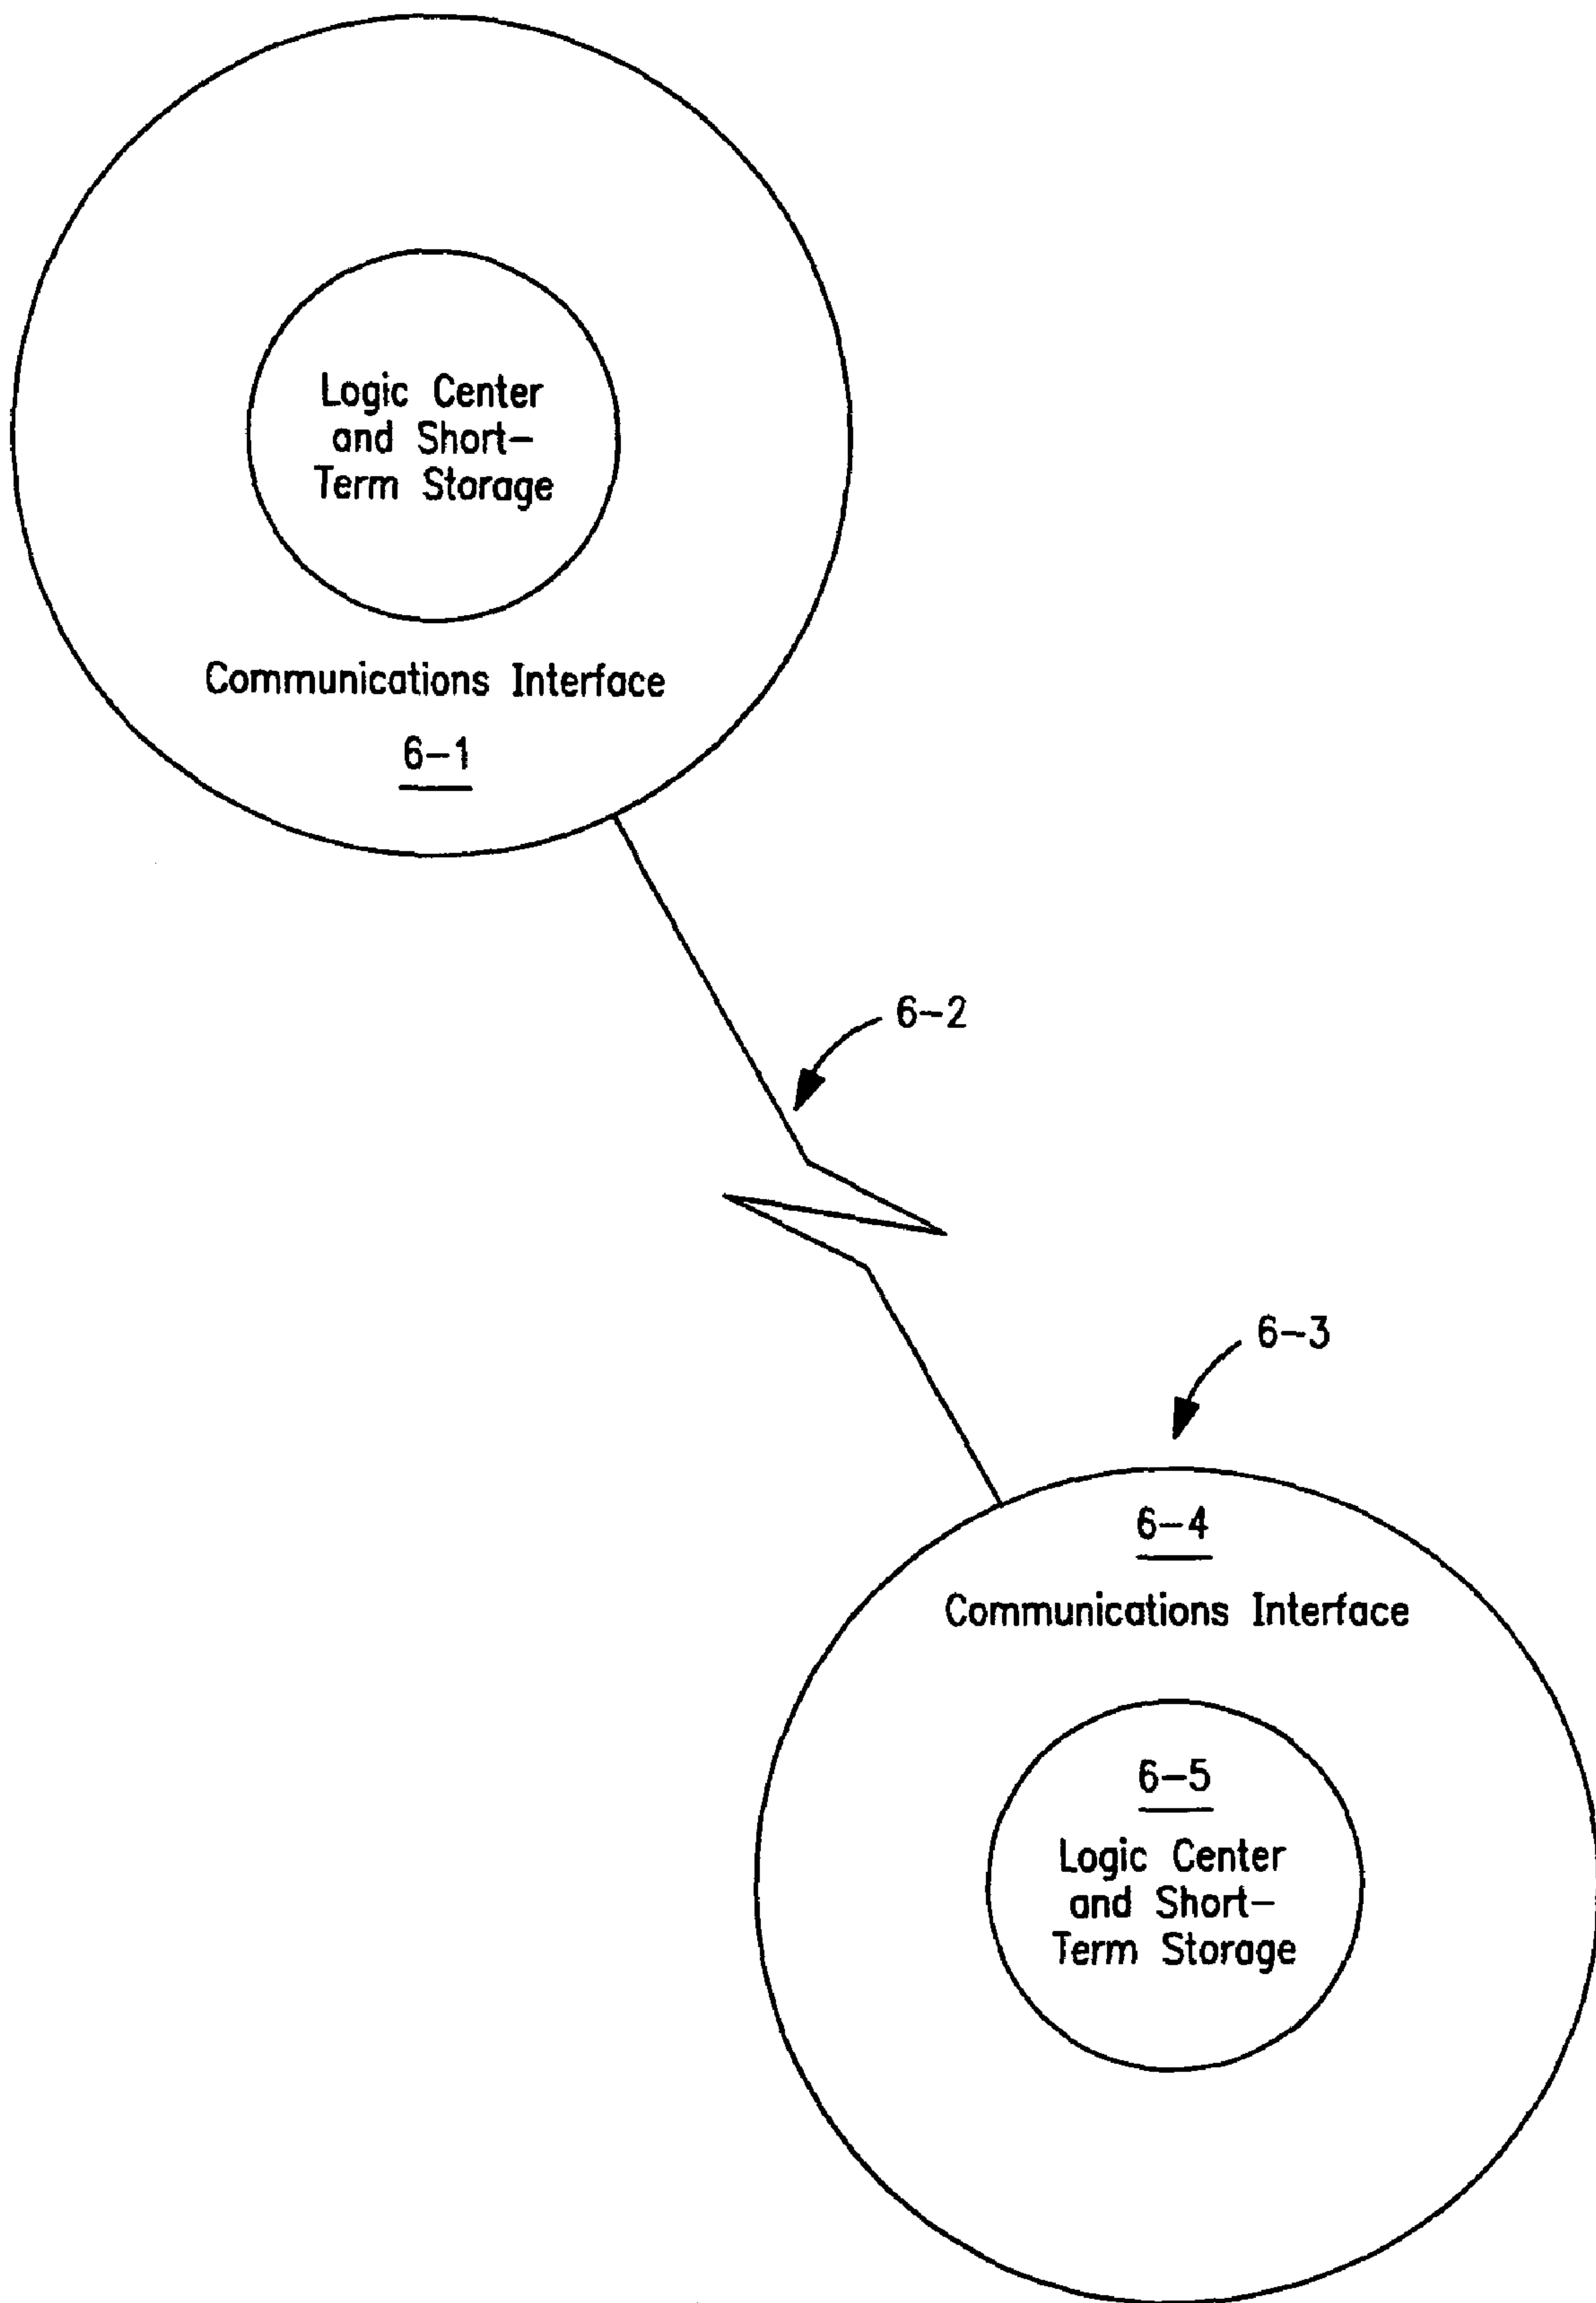 Logic Center
and Short-
Term Storage
Communications Interface
6-1
6-2
6-3
6-4
Communications Interface
6-5
Logic Center
and Short-
Term Storage